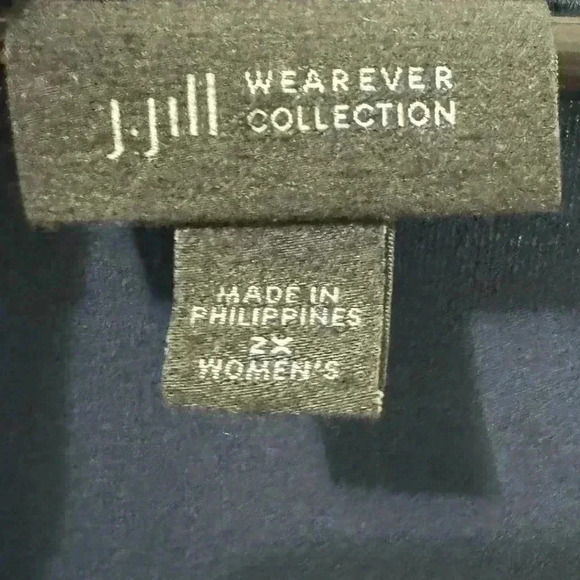 J.Jill WEAREVER
COLLECTION
MADE IN
PHILIPPINES
2X
WOMEN'S